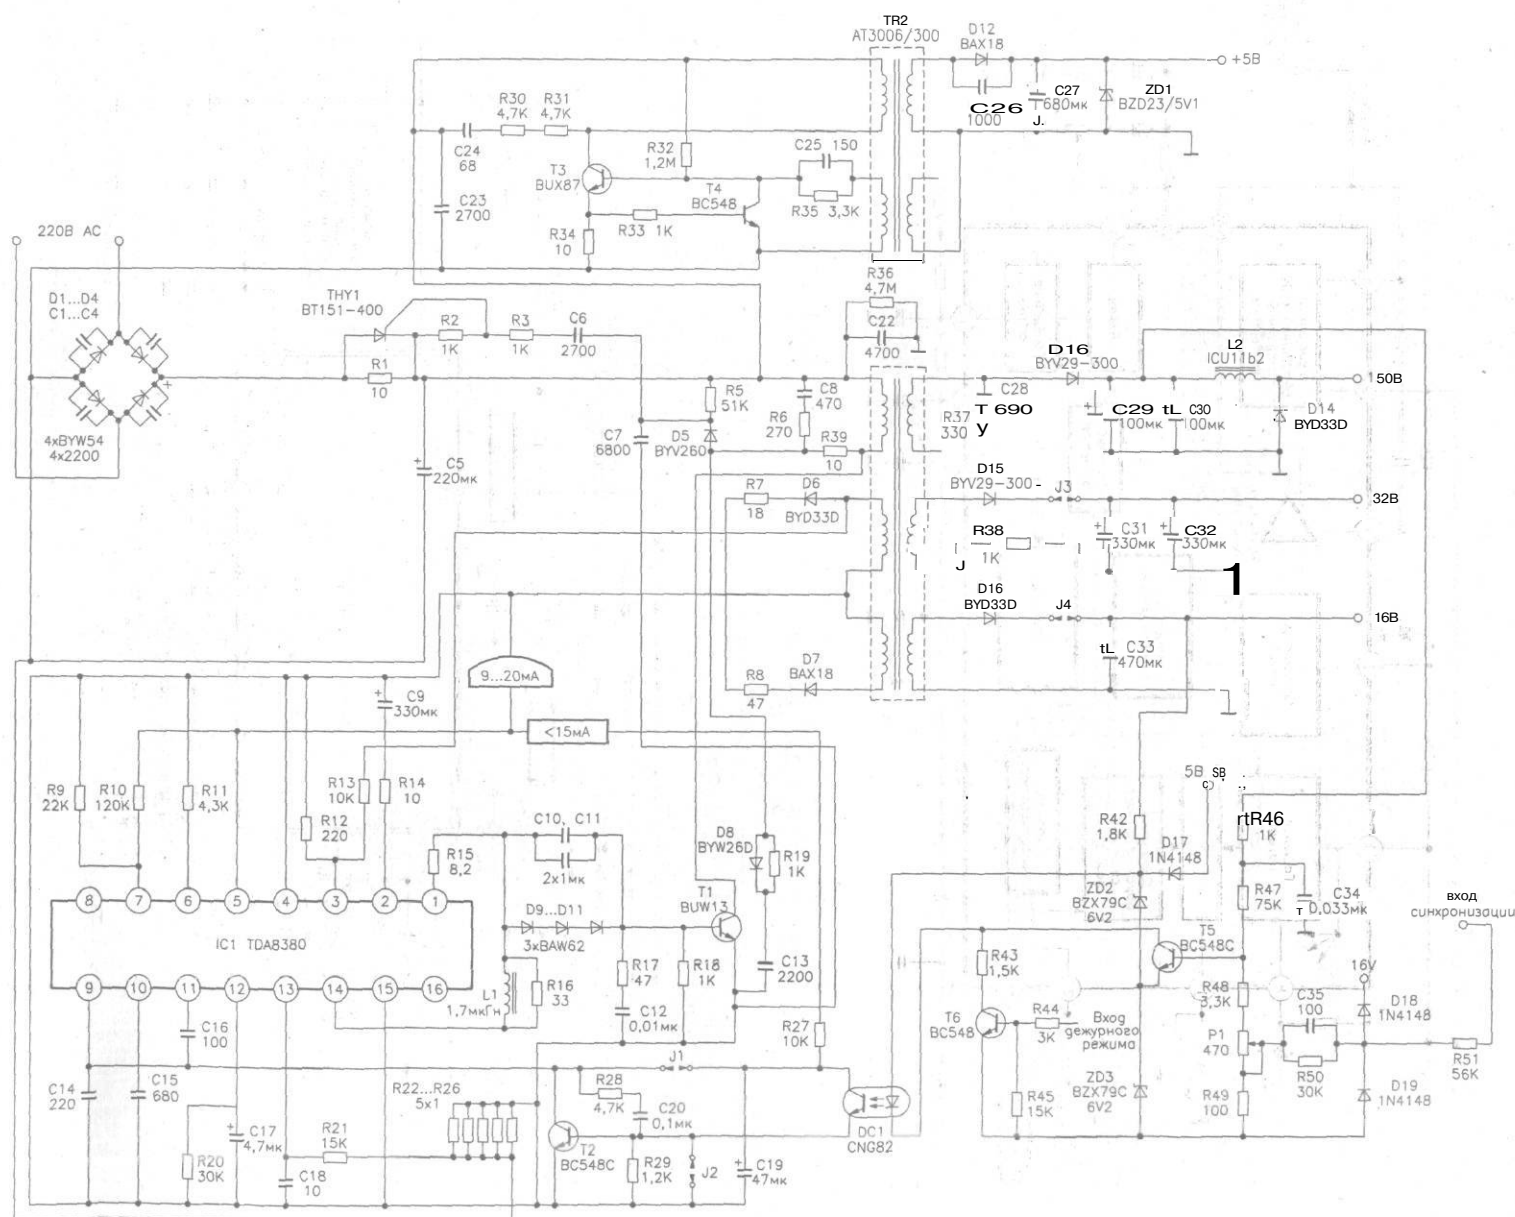 TR2
AT3006/300
D12
BAX18
+5В
R30 R31
4,7K 4,7K
C27
680мк
ZD1
BZD23/5V1
C26
1000
J.
C24
68
R32
1,2M
C25 150
T3
BUX87
T4
BC548
C23
2700
R35 3,3K
R34
10
R33 1K
220В AC
R36
4,7M
D1...D4
C1...C4
THY1
BT151-400
R2
1K
R3
1K
C6
2700
C22
4700
D16
BYV29-300
L2
ICU11b2
R1
10
+
150В
R5
51K
C8
470
C28
T 690
y
R37
330
+
C29
100мк
tL
C30
100мк
D14
BYD33D
R6
270
C7
6800
D5
BYV260
R39
10
4xBYW54
4x2200
+
C5
220мк
D15
BYV29-300-
J3
32В
R7
18
D6
BYD33D
R38
1K
J
+
C31
330мк
+
C32
330мк
1
D16
BYD33D
J4
16В
tL
C33
470мк
9...20мА
R8
47
D7
BAX18
+
C9
330мк
<15мА
R9
22K
R10
120K
R11
4,3K
R13
10K
R14
10
R12
220
5В
SB
R42
1,8K
rtR46
1K
C10, C11
2x1мк
D8
BYW26D
R19
1K
D17
1N4148
R15
8,2
8 7 6 5 4 3 2 1
IC1 TDA8380
9 10 11 12 13 14 15 16
D9...D11
3xBAW62
T1
BUW13
ZD2
BZX79C
6V2
R47
75K
C34
0,033мк
T
вход
синхронизации
T5
BC548C
R43
1,5K
R16
33
L1
1,7мкГн
R17
47
R18
1K
C13
2200
16V
R48
3,3K
C35
100
D18
1N4148
C12
0,01мк
C16
100
R27
10K
T6
BC548
R44
3K
Вход
дежурного
режима
P1
470
R51
56K
J1
C14
220
C15
680
R22...R26
5x1
R28
4,7K
C20
0,1мк
ZD3
BZX79C
6V2
R50
30K
R45
15K
R49
100
D19
1N4148
DC1
CNG82
+
C17
4,7мк
R21
15K
T2
BC548C
R20
30K
C18
10
R29
1,2K
J2
+
C19
47мк